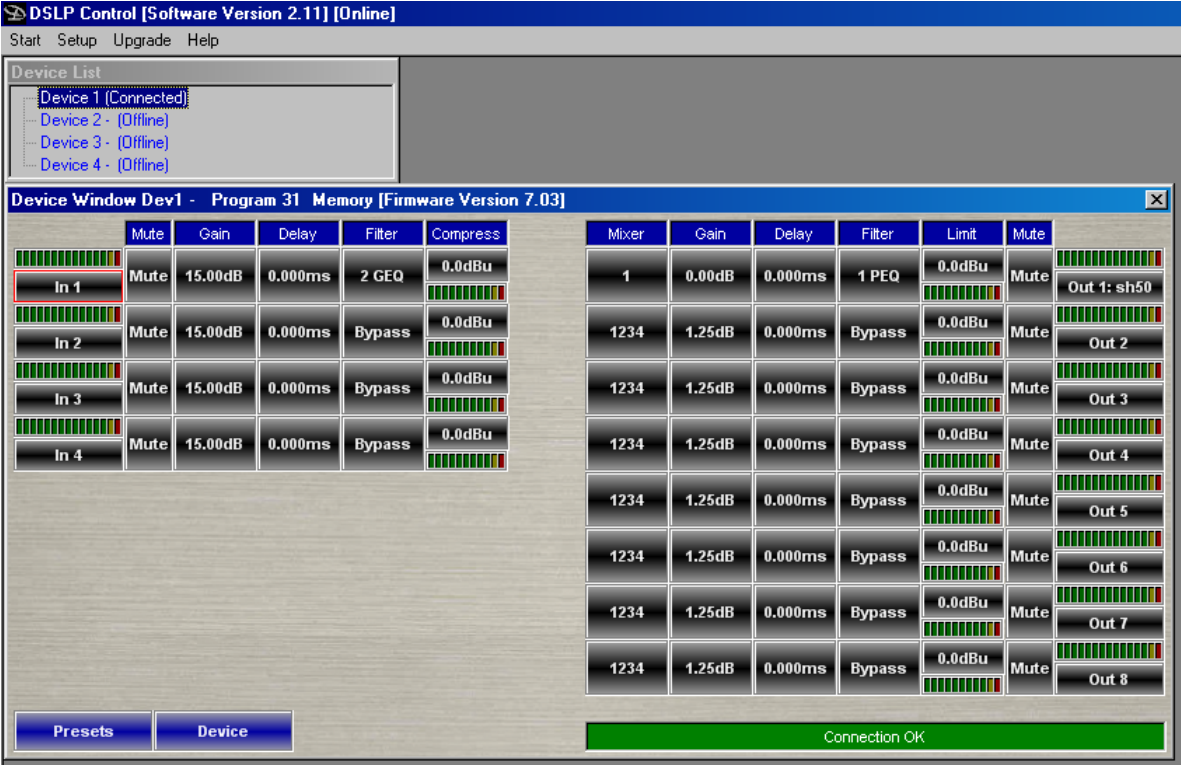 DSLP Control [Software Version 2.11] [Online]
Start Setup Upgrade Help
Device List
Device 1 (Connected)
Device 2 - (Offline)
Device 3 - (Offline)
Device 4 - (Offline)
Device Window Dev1 - Program 31 Memory [Firmware Version 7.03]
Mute Gain Delay Filter Compress Mixer Gain Delay Filter Limit Mute
In 1 Mute 15.00dB 0.000ms 2 GEQ 0.0dBu 1 0.00dB 0.000ms 1 PEQ 0.0dBu Mute Out 1: sh50
In 2 Mute 15.00dB 0.000ms Bypass 0.0dBu 1234 1.25dB 0.000ms Bypass 0.0dBu Mute Out 2
In 3 Mute 15.00dB 0.000ms Bypass 0.0dBu 1234 1.25dB 0.000ms Bypass 0.0dBu Mute Out 3
In 4 Mute 15.00dB 0.000ms Bypass 0.0dBu 1234 1.25dB 0.000ms Bypass 0.0dBu Mute Out 4
1234 1.25dB 0.000ms Bypass 0.0dBu Mute Out 5
1234 1.25dB 0.000ms Bypass 0.0dBu Mute Out 6
1234 1.25dB 0.000ms Bypass 0.0dBu Mute Out 7
1234 1.25dB 0.000ms Bypass 0.0dBu Mute Out 8
Presets Device Connection OK